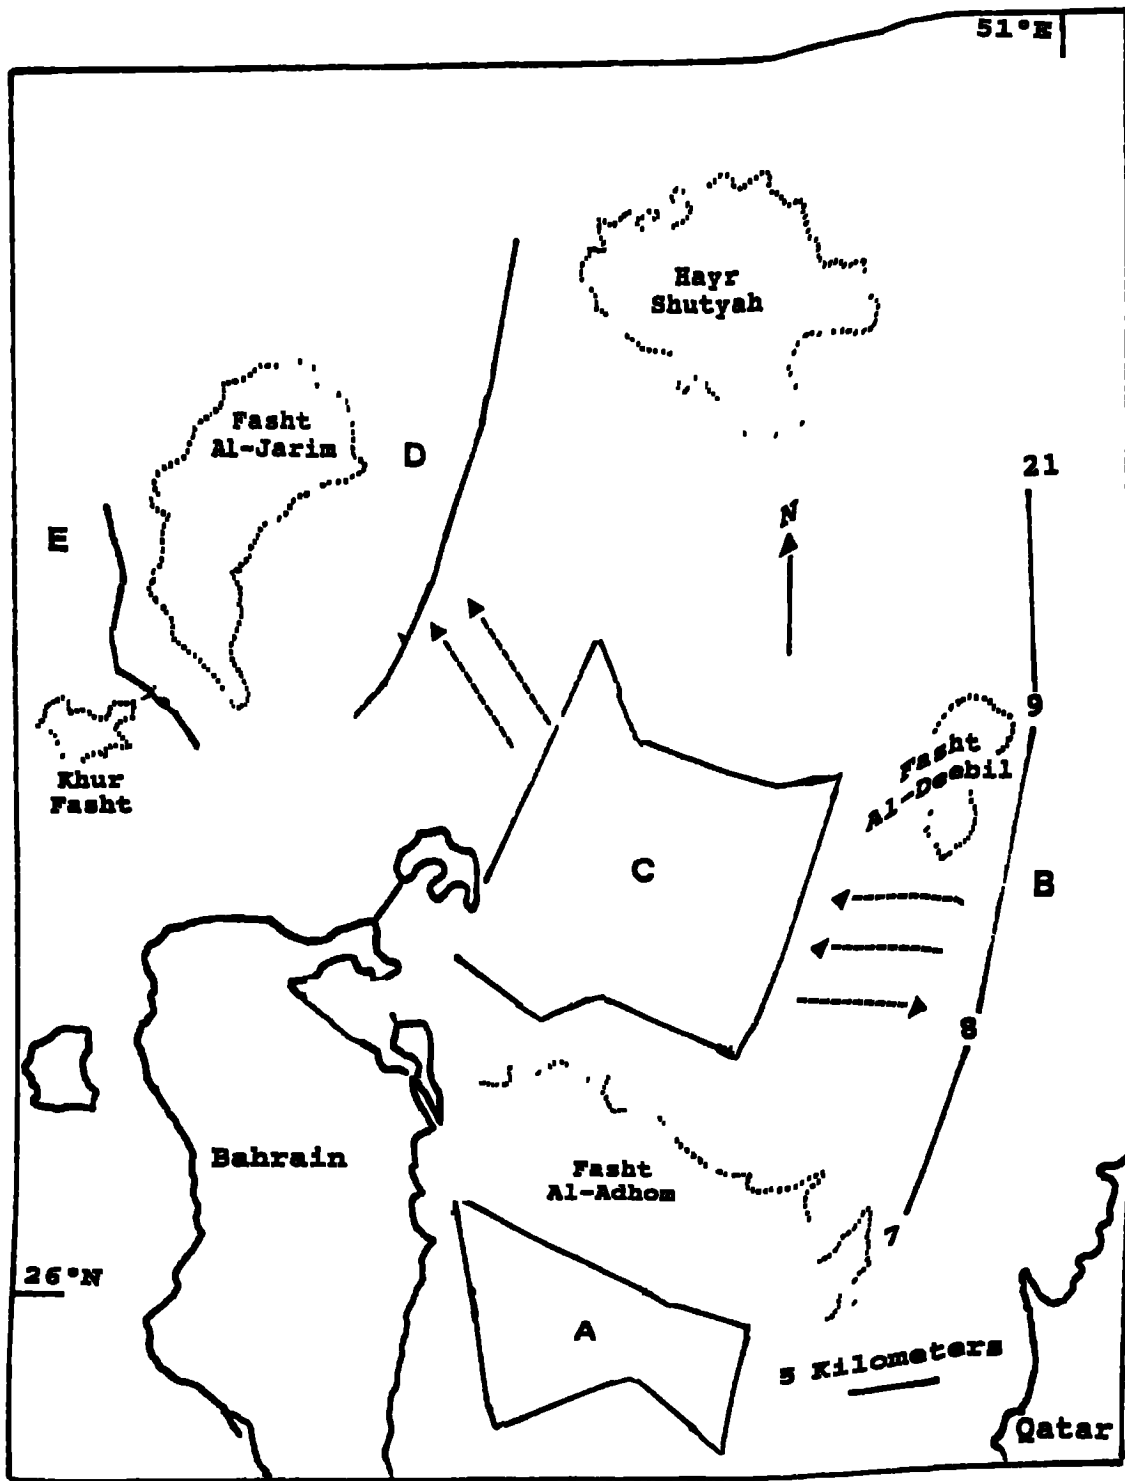 51°E
Hayr
Shutyah
Fasht
Al-Jarim
D
21
N
E
9
Fasht
Al-Deebil
Khur
Fasht
C
B
8
Bahrain
Fasht
Al-Adhom
7
26°N
A
5 Kilometers
Qatar